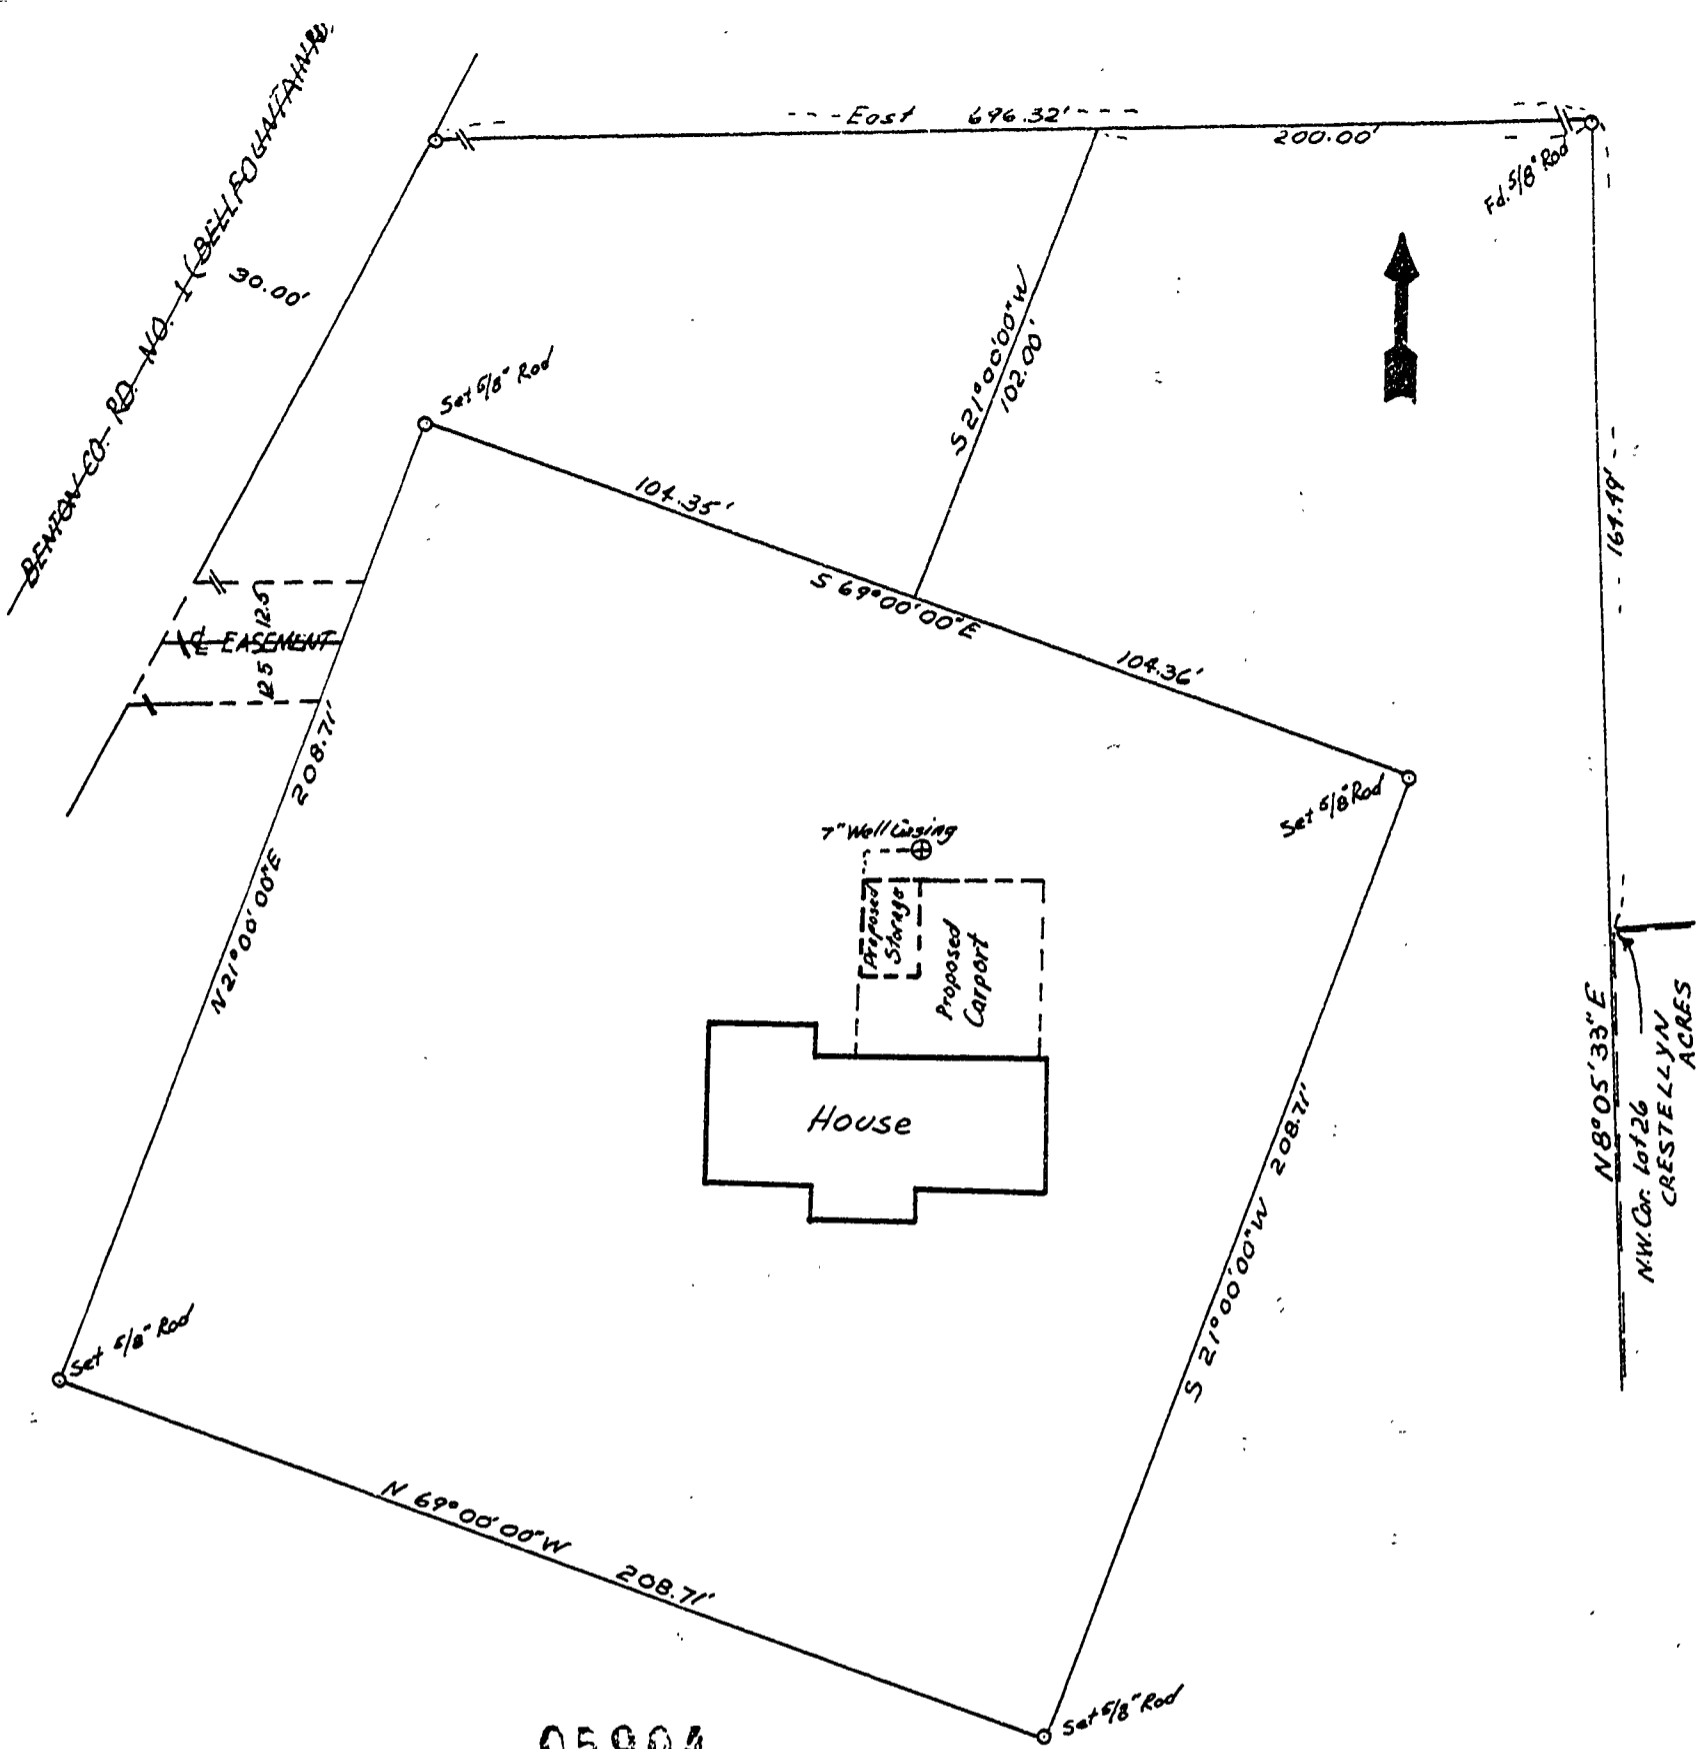 BENTON CO. RD. NO. 1 (BELLFOUNTAIN RD.
30.00'
East 696.32'
200.00'
Fd. 5/8" Rod
S 21°00'00" W
102.00'
Set 5/8" Rod
104.35'
S 69°00'00" E
104.36'
164.49'
12.5
℄ EASEMENT
12.5
208.71'
N 21°00'00" E
Set 5/8" Rod
7" Well Casing
Proposed
Storage
Proposed
Carport
House
N 8°05'33" E
N.W. Cor. Lot 26
CRESTELLYN
ACRES
208.71'
S 21°00'00" W
Set 5/8" Rod
N 69°00'00" W
208.71'
Set 5/8" Rod